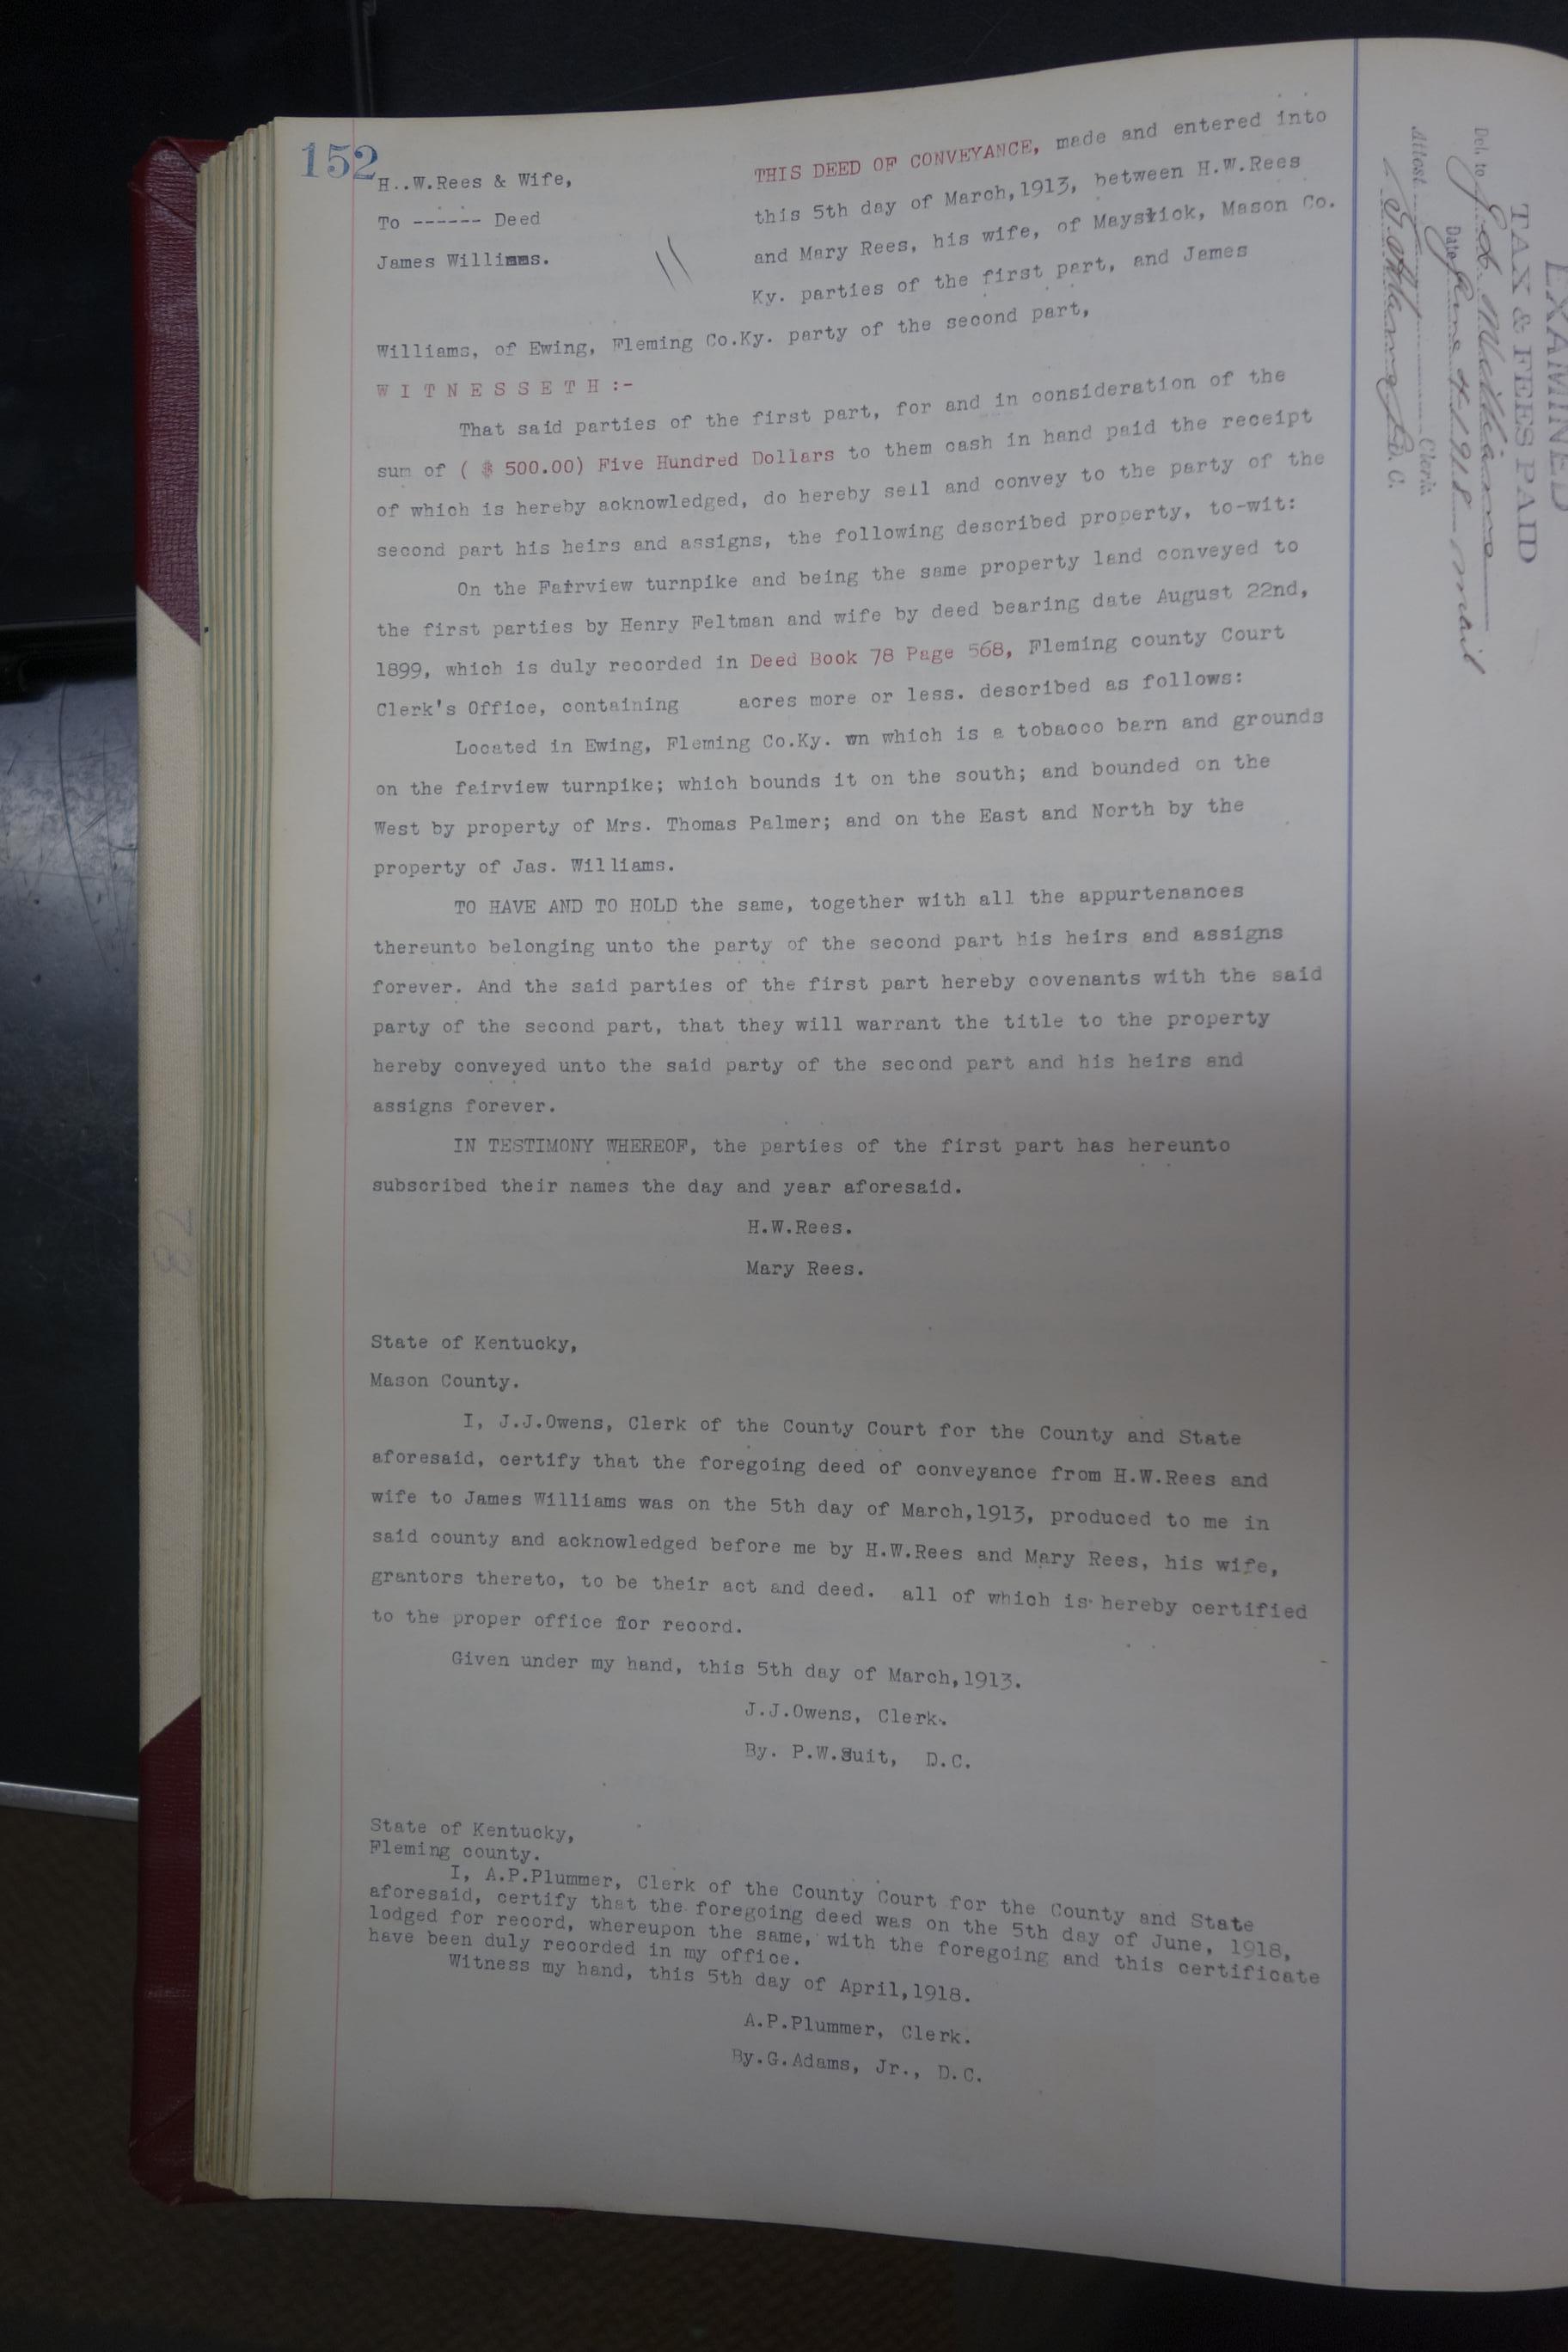 152
H..W.Rees & Wife,
To ------ Deed
James Williams.
THIS DEED OF CONVEYANCE, made and entered into
this 5th day of March,1913, between H.W.Rees
and Mary Rees, his wife, of Mayslick, Mason Co.
Ky. parties of the first part, and James
Williams, of Ewing, Fleming Co.Ky. party of the second part,
W I T N E S S E T H :-
That said parties of the first part, for and in consideration of the
sum of ( $ 500.00) Five Hundred Dollars to them cash in hand paid the receipt
of which is hereby acknowledged, do hereby sell and convey to the party of the
second part his heirs and assigns, the following described property, to-wit:
On the Fairview turnpike and being the same property land conveyed to
the first parties by Henry Feltman and wife by deed bearing date August 22nd,
1899, which is duly recorded in Deed Book 78 Page 568, Fleming county Court
Clerk's Office, containing acres more or less. described as follows:
Located in Ewing, Fleming Co.Ky. on which is a tobacco barn and grounds
on the fairview turnpike; which bounds it on the south; and bounded on the
West by property of Mrs. Thomas Palmer; and on the East and North by the
property of Jas. Williams.
TO HAVE AND TO HOLD the same, together with all the appurtenances
thereunto belonging unto the party of the second part his heirs and assigns
forever. And the said parties of the first part hereby covenants with the said
party of the second part, that they will warrant the title to the property
hereby conveyed unto the said party of the second part and his heirs and
assigns forever.
IN TESTIMONY WHEREOF, the parties of the first part has hereunto
subscribed their names the day and year aforesaid.
H.W.Rees.
Mary Rees.
State of Kentucky,
Mason County.
I, J.J.Owens, Clerk of the County Court for the County and State
aforesaid, certify that the foregoing deed of conveyance from H.W.Rees and
wife to James Williams was on the 5th day of March,1913, produced to me in
said county and acknowledged before me by H.W.Rees and Mary Rees, his wife,
grantors thereto, to be their act and deed. all of which is hereby certified
to the proper office for record.
Given under my hand, this 5th day of March,1913.
J.J.Owens, Clerk.
By. P.W.Suit, D.C.
State of Kentucky,
Fleming county.
I, A.P.Plummer, Clerk of the County Court for the County and State
aforesaid, certify that the foregoing deed was on the 5th day of June, 1918,
lodged for record, whereupon the same, with the foregoing and this certificate
have been duly recorded in my office.
Witness my hand, this 5th day of April,1918.
A.P.Plummer, Clerk.
By.G.Adams, Jr., D.C.
EXAMINED
TAX & FEES PAID
Del. to Williams
Date June 1918 mail
Attest Clerk
G. Adams Jr. D. C.